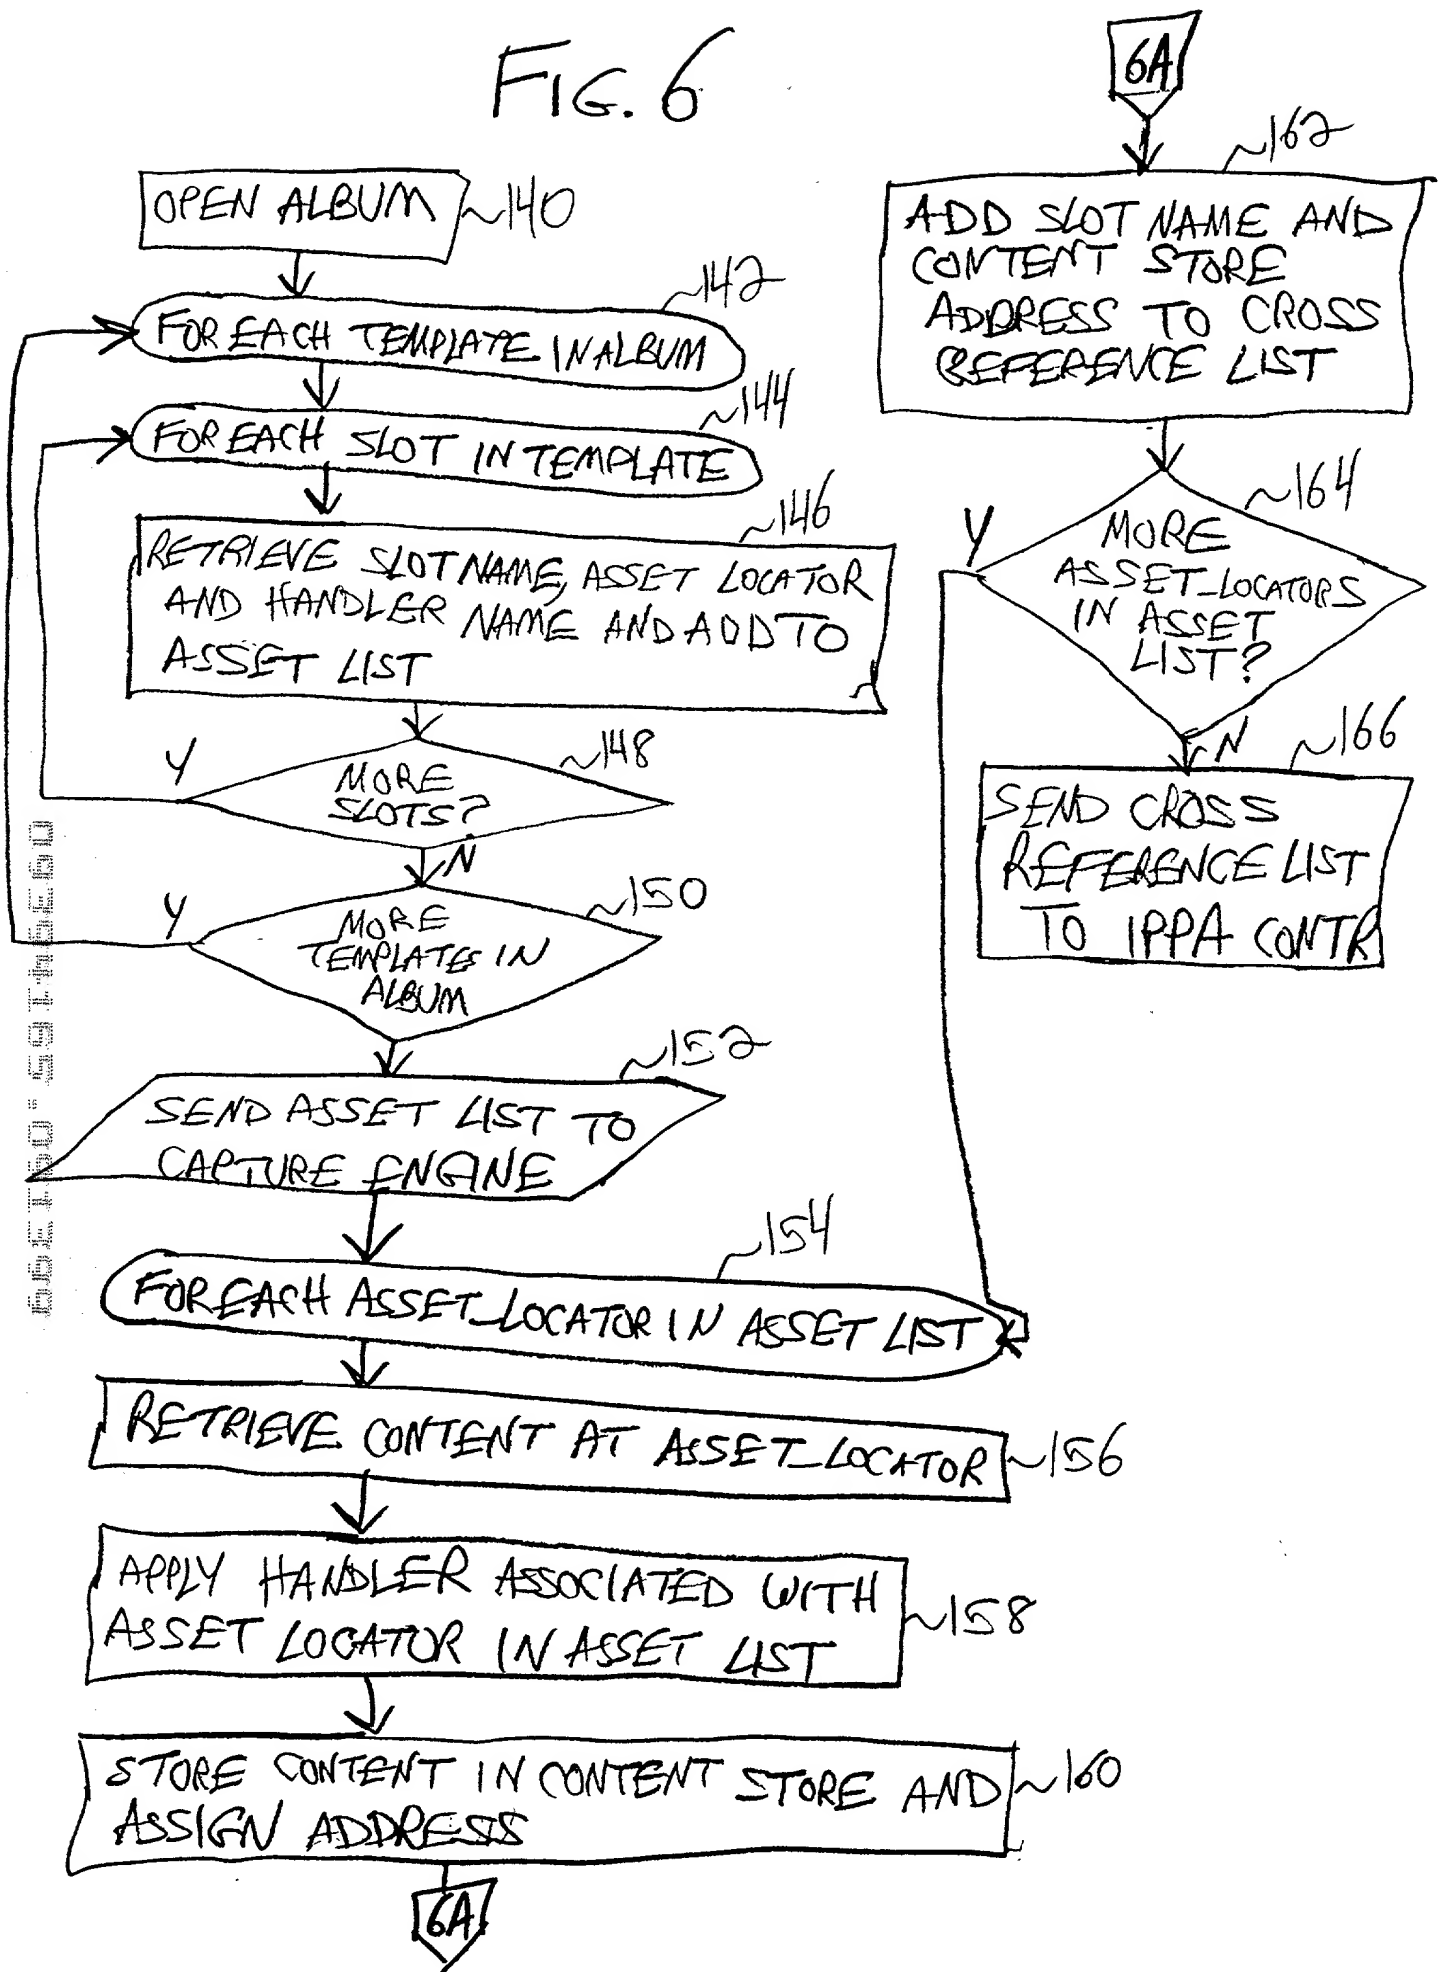 FIG. 6
OPEN ALBUM
140
142
FOR EACH TEMPLATE IN ALBUM
144
FOR EACH SLOT IN TEMPLATE
146
RETRIEVE SLOT NAME, ASSET LOCATOR
AND HANDLER NAME AND ADD TO
ASSET LIST
148
Y
MORE
SLOTS?
N
150
Y
MORE
TEMPLATES IN
ALBUM
152
SEND ASSET LIST TO
CAPTURE ENGINE
154
FOR EACH ASSET_LOCATOR IN ASSET LIST
RETRIEVE CONTENT AT ASSET_LOCATOR
156
APPLY HANDLER ASSOCIATED WITH
ASSET LOCATOR IN ASSET LIST
158
STORE CONTENT IN CONTENT STORE AND
ASSIGN ADDRESS
160
6A
6A
162
ADD SLOT NAME AND
CONTENT STORE
ADDRESS TO CROSS
REFERENCE LIST
164
Y
MORE
ASSET_LOCATORS
IN ASSET
LIST?
N
166
SEND CROSS
REFERENCE LIST
TO IPPA CONTR